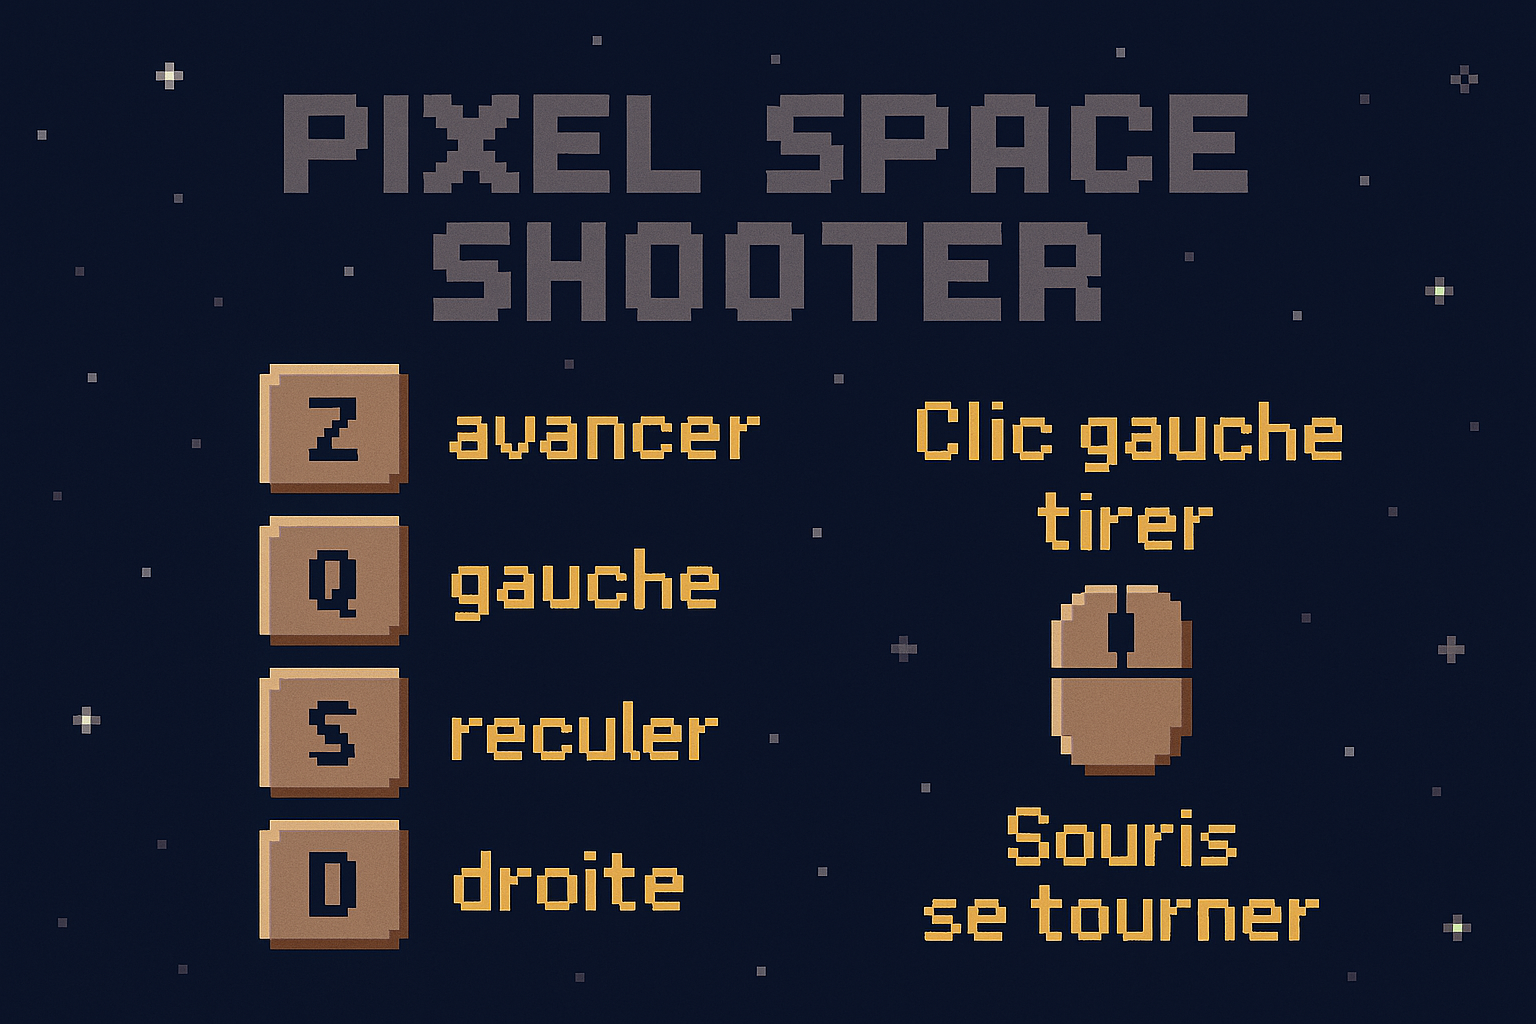 PIXEL SPACE
SHOOTER
Z avancer
Q gauche
S reculer
D droite
Clic gauche
tirer
Souris
se tourner